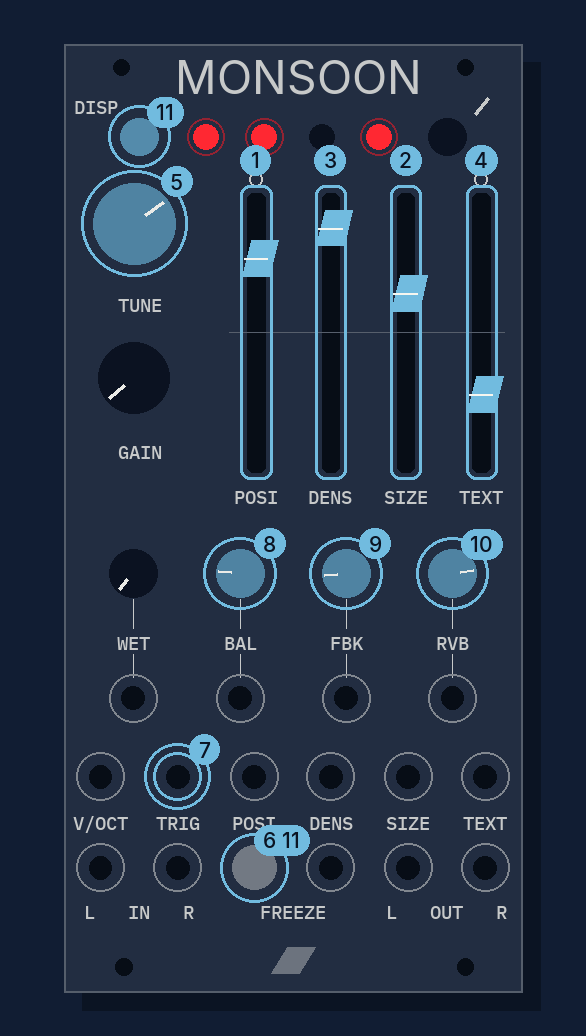 MONSOON
DISP 11
1 3 2 4
5
TUNE
GAIN
POSI DENS SIZE TEXT
8 9 10
WET BAL FBK RVB
7
V/OCT TRIG POSI DENS SIZE TEXT
6 11
L IN R FREEZE L OUT R